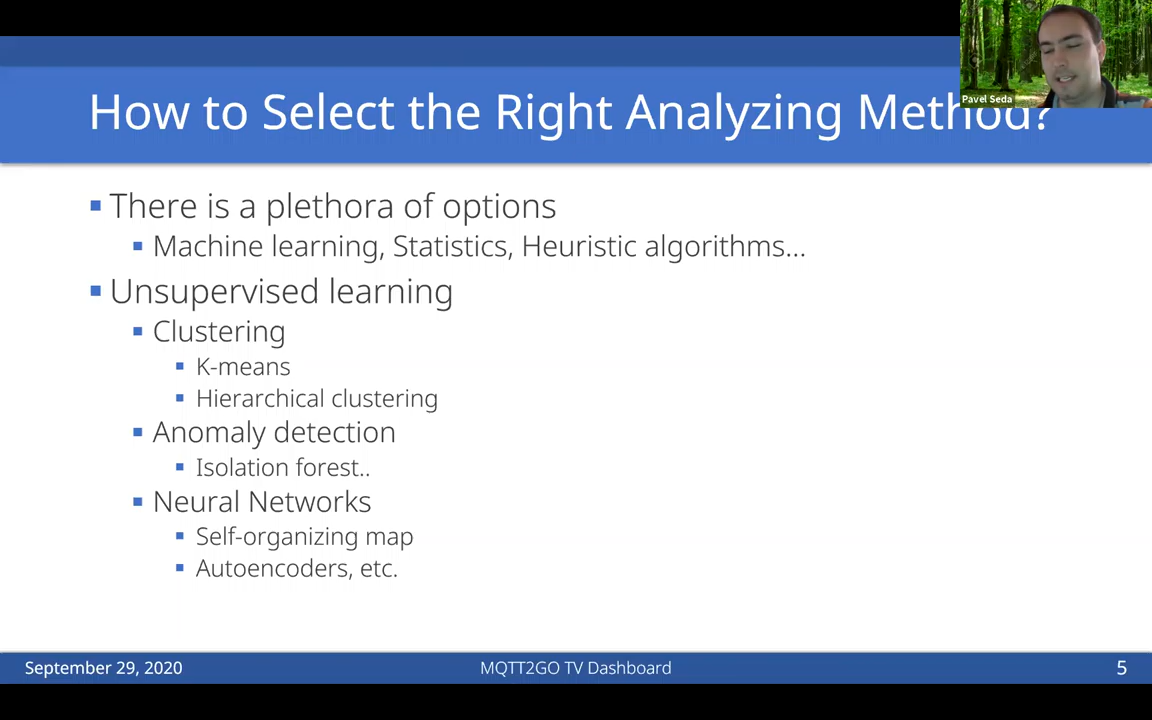 Pavel Seda
How to Select the Right Analyzing Method?
There is a plethora of options
Machine learning, Statistics, Heuristic algorithms...
Unsupervised learning
Clustering
K-means
Hierarchical clustering
Anomaly detection
Isolation forest..
Neural Networks
Self-organizing map
Autoencoders, etc.
September 29, 2020
MQTT2GO TV Dashboard
5